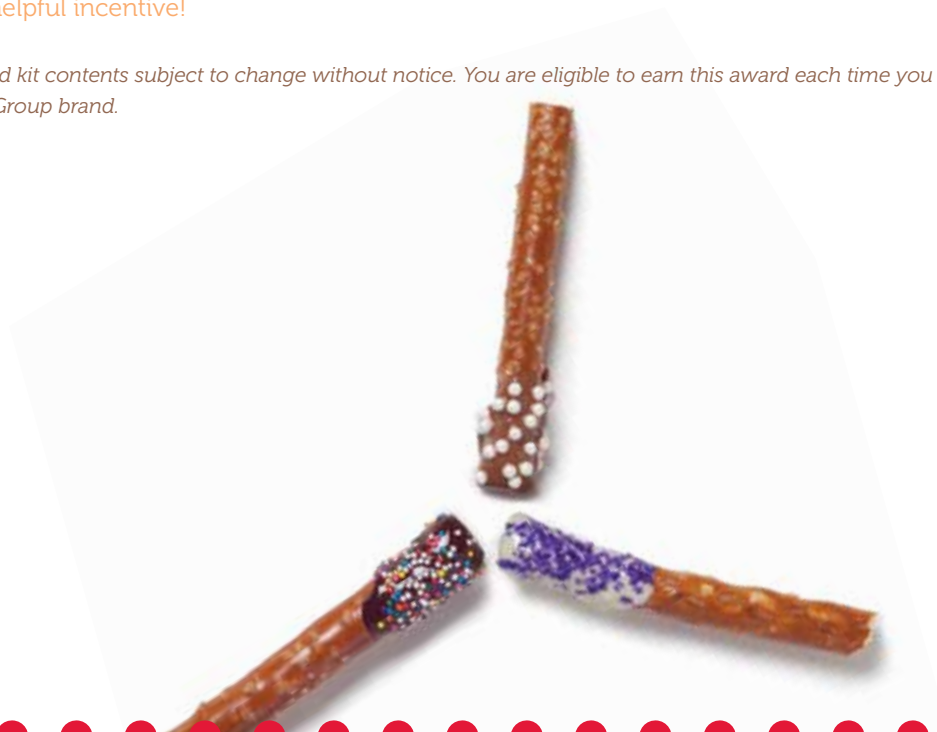 elpful incentive!
d kit contents subject to change without notice. You are eligible to earn this award each time you
Group brand.